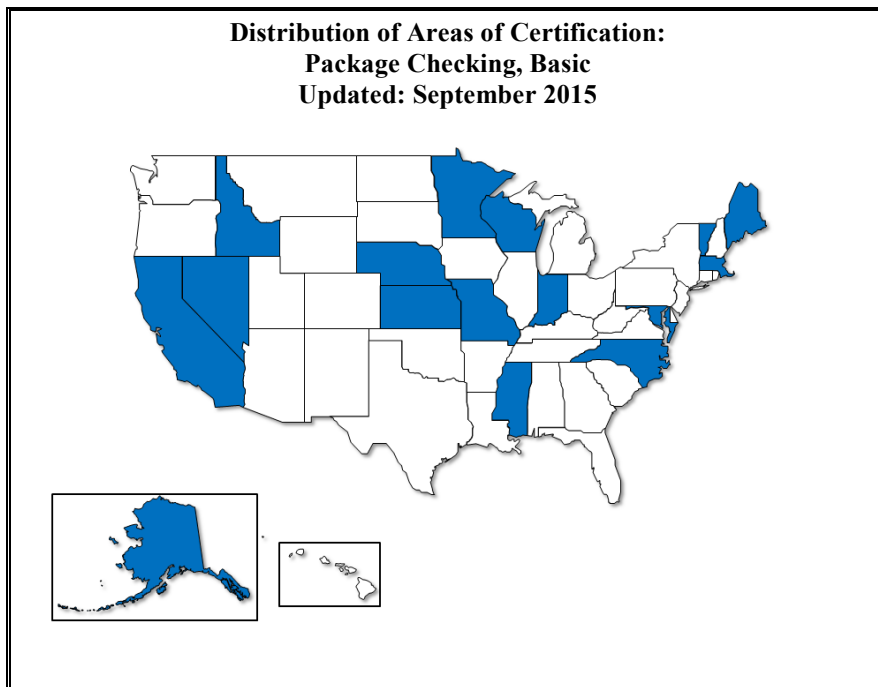 Distribution of Areas of Certification:
Package Checking, Basic
Updated: September 2015